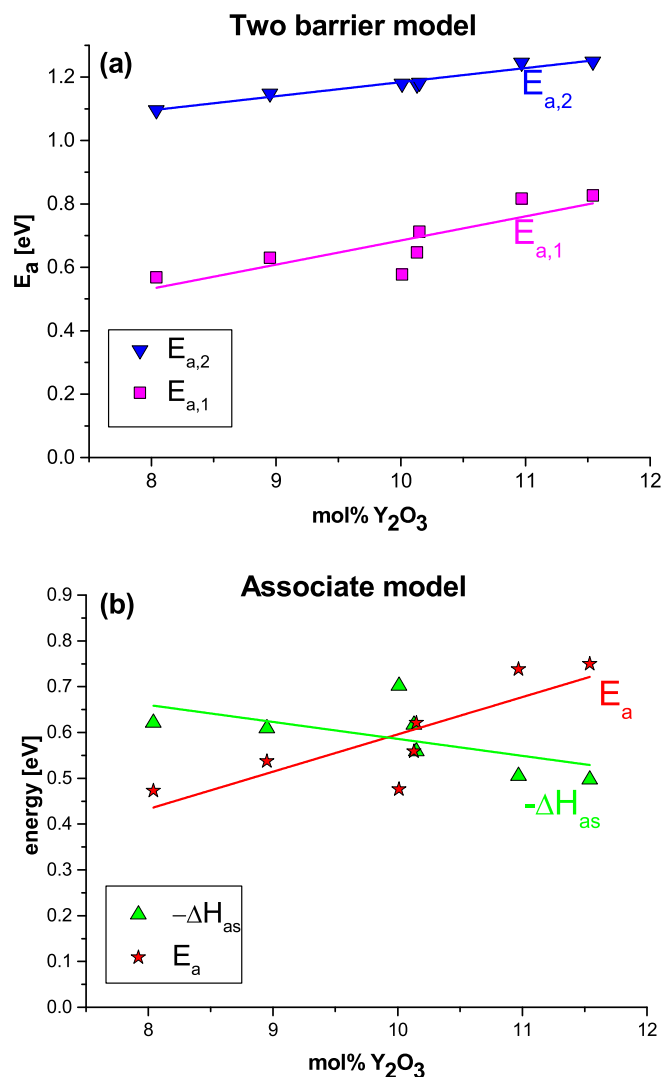 Two barrier model
(a)
1.2
1.0
0.8
0.6
0.4
0.2
0.0
E_a [eV]
E_a,2
E_a,1
E_a,2
E_a,1
8 9 10 11 12
mol% Y_2O_3
Associate model
(b)
0.9
0.8
0.7
0.6
0.5
0.4
0.3
0.2
0.1
0.0
energy [eV]
E_a
-ΔH_as
−ΔH_as
E_a
8 9 10 11 12
mol% Y_2O_3